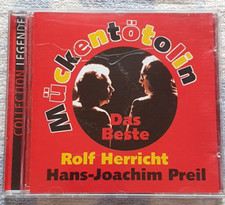 COLLECTION LEGENDE
Mückentötolin
Das
Beste
Rolf Herricht
Hans-Joachim Preil